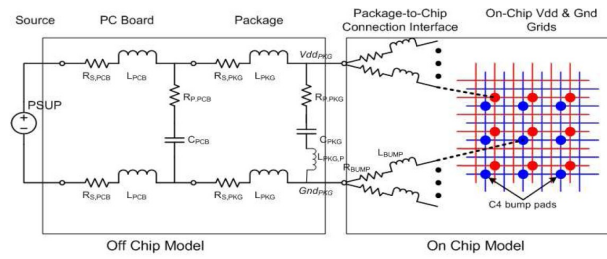 Source
PC Board
Package
Package-to-Chip
Connection Interface
On-Chip Vdd & Gnd
Grids
Vdd_PKG
R_S,PCB
L_PCB
R_S,PKG
L_PKG
R_P,PCB
R_P,PKG
PSUP
C_PCB
C_PKG
L_PKG,P
L_BUMP
R_BUMP
R_S,PCB
L_PCB
R_S,PKG
L_PKG
Gnd_PKG
C4 bump pads
Off Chip Model
On Chip Model